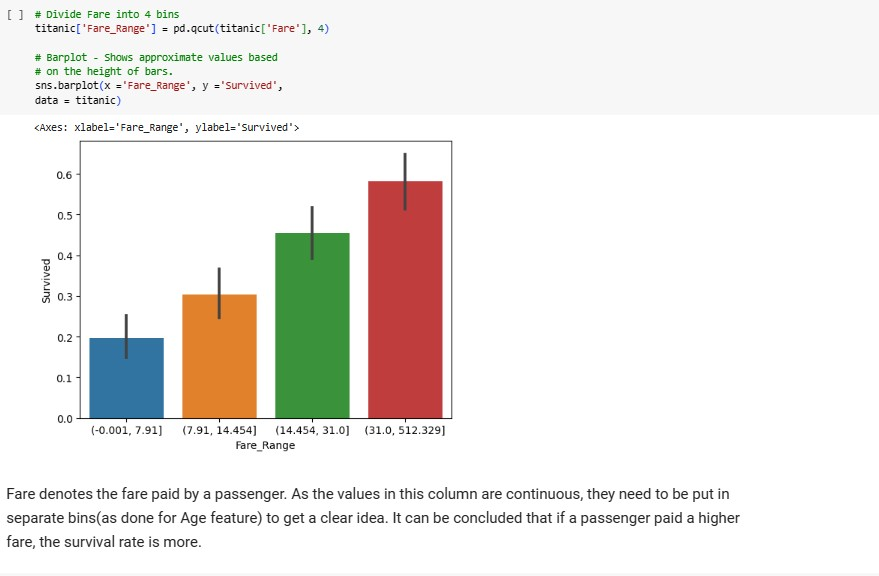 [ ] # Divide Fare into 4 bins
titanic['Fare_Range'] = pd.qcut(titanic['Fare'], 4)
# Barplot - Shows approximate values based
# on the height of bars.
sns.barplot(x ='Fare_Range', y ='Survived',
data = titanic)
<Axes: xlabel='Fare_Range', ylabel='Survived'>
0.6
0.5
0.4
0.3
0.2
0.1
0.0
Survived
(-0.001, 7.91] (7.91, 14.454] (14.454, 31.0] (31.0, 512.329]
Fare_Range
Fare denotes the fare paid by a passenger. As the values in this column are continuous, they need to be put in
separate bins(as done for Age feature) to get a clear idea. It can be concluded that if a passenger paid a higher
fare, the survival rate is more.